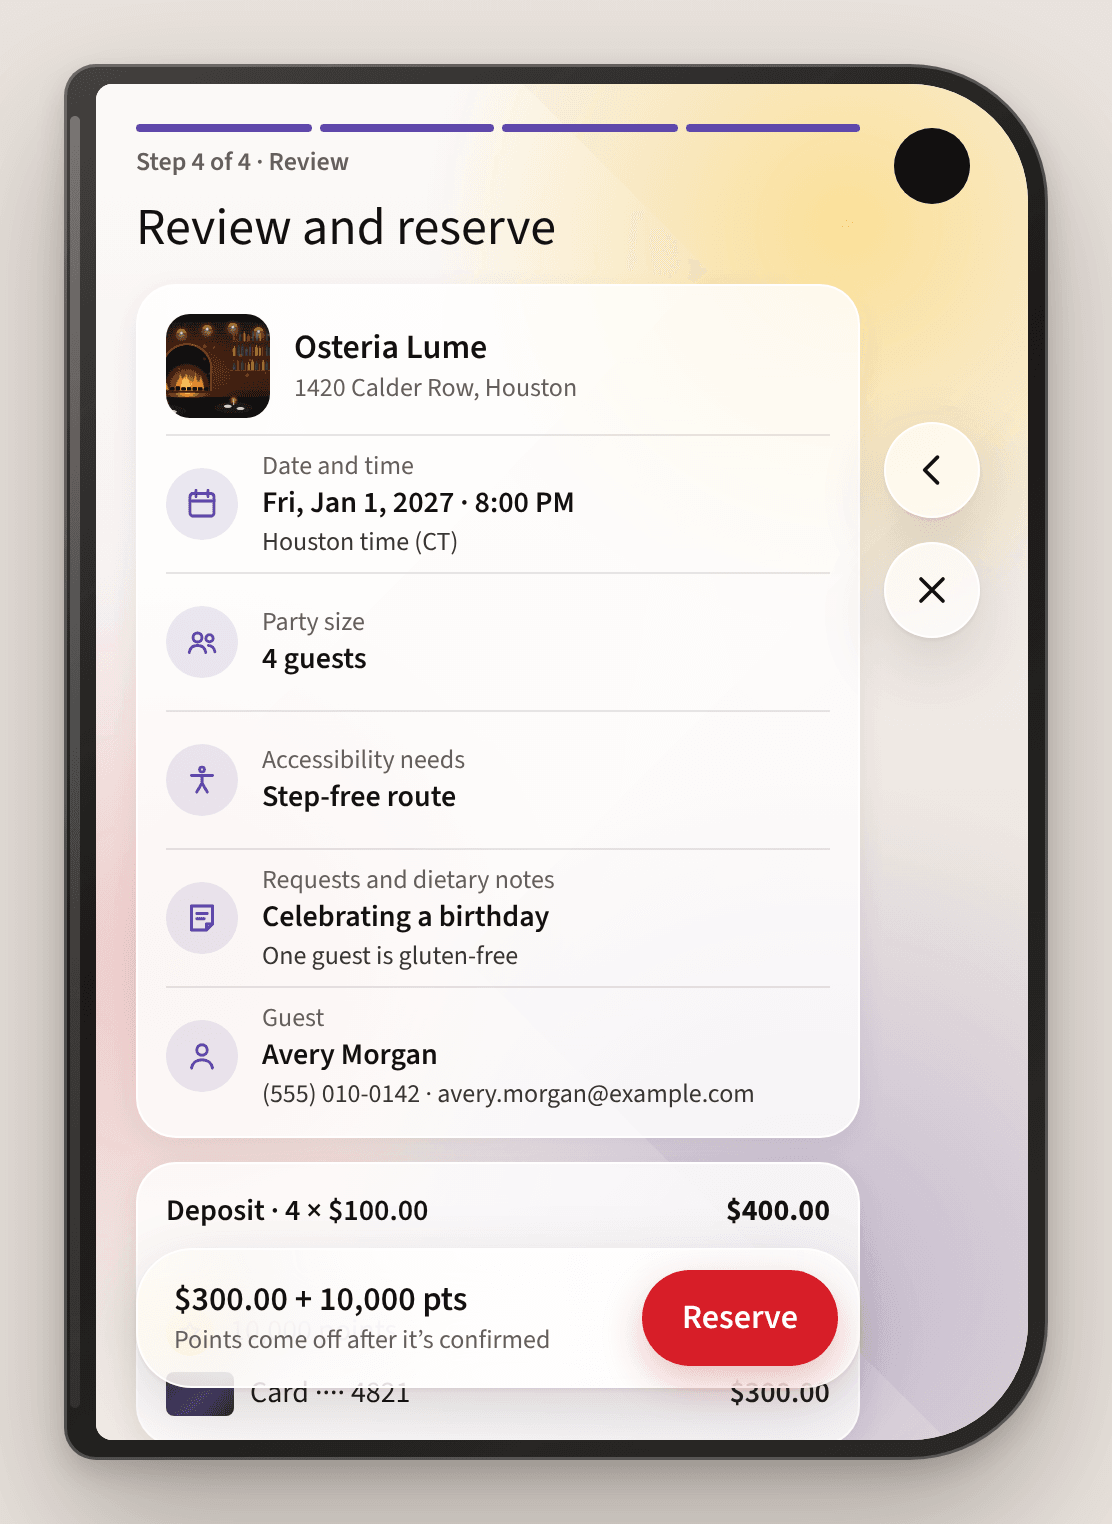 Step 4 of 4 · Review
Review and reserve
Osteria Lume
1420 Calder Row, Houston
Date and time
Fri, Jan 1, 2027 · 8:00 PM
Houston time (CT)
Party size
4 guests
Accessibility needs
Step-free route
Requests and dietary notes
Celebrating a birthday
One guest is gluten-free
Guest
Avery Morgan
(555) 010-0142 · avery.morgan@example.com
Deposit · 4 × $100.00 $400.00
$300.00 + 10,000 pts
Reserve
10,000 points
Points come off after it’s confirmed
Card ···· 4821 $300.00